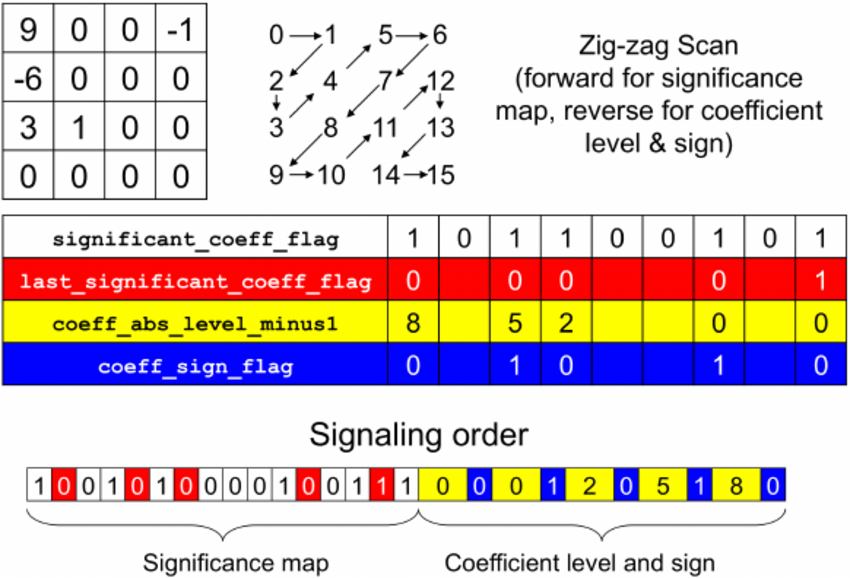 9 0 0 -1
-6 0 0 0
3 1 0 0
0 0 0 0
0 1 5 6
2 4 7 12
3 8 11 13
9 10 14 15
Zig-zag Scan
(forward for significance
map, reverse for coefficient
level & sign)
significant_coeff_flag 1 0 1 1 0 0 1 0 1
last_significant_coeff_flag 0 0 0 0 1
coeff_abs_level_minus1 8 5 2 0 0
coeff_sign_flag 0 1 0 1 0
Signaling order
1 0 0 1 0 1 0 0 0 0 1 0 0 1 1 1 0 0 0 1 2 0 5 1 8 0
Significance map Coefficient level and sign